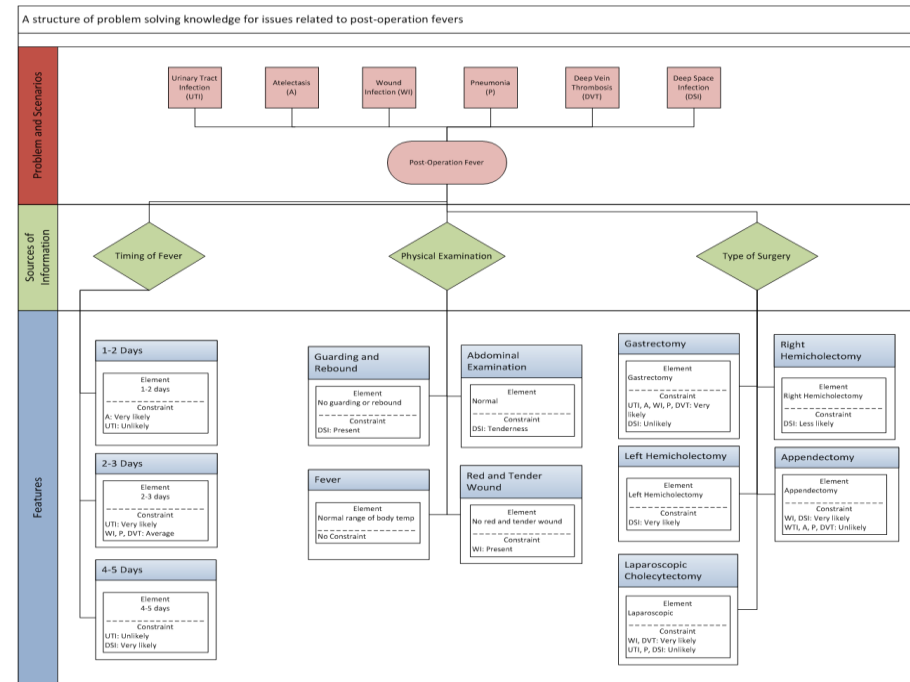 A structure of problem solving knowledge for issues related to post-operation fevers
Problem and Scenarios
Urinary Tract
Infection
(UTI)
Atelectasis
(A)
Wound
Infection (WI)
Pneumonia
(P)
Deep Vein
Thrombosis
(DVT)
Deep Space
Infection
(DSI)
Post-Operation Fever
Sources of
Information
Timing of Fever
Physical Examination
Type of Surgery
Features
1-2 Days
Element
1-2 days
Constraint
A: Very likely
UTI: Unlikely
2-3 Days
Element
2-3 days
Constraint
UTI: Very likely
WI, P, DVT: Average
4-5 Days
Element
4-5 days
Constraint
UTI: Unlikely
DSI: Very likely
Guarding and
Rebound
Element
No guarding or rebound
Constraint
DSI: Present
Abdominal
Examination
Element
Normal
Constraint
DSI: Tenderness
Fever
Element
Normal range of body temp
No Constraint
Red and Tender
Wound
Element
No red and tender wound
Constraint
WI: Present
Gastrectomy
Element
Gastrectomy
Constraint
UTI, A, WI, P, DVT: Very
likely
DSI: Unlikely
Right
Hemicholectomy
Element
Right Hemicholectomy
Constraint
DSI: Less likely
Left Hemicholectomy
Element
Left Hemicholectomy
Constraint
DSI: Very likely
Appendectomy
Element
Appendectomy
Constraint
WI, DSI: Very likely
WTI, A, P, DVT: Unlikely
Laparoscopic
Cholecytectomy
Element
Laparoscopic
Constraint
WI, DVT: Very likely
UTI, P, DSI: Unlikely